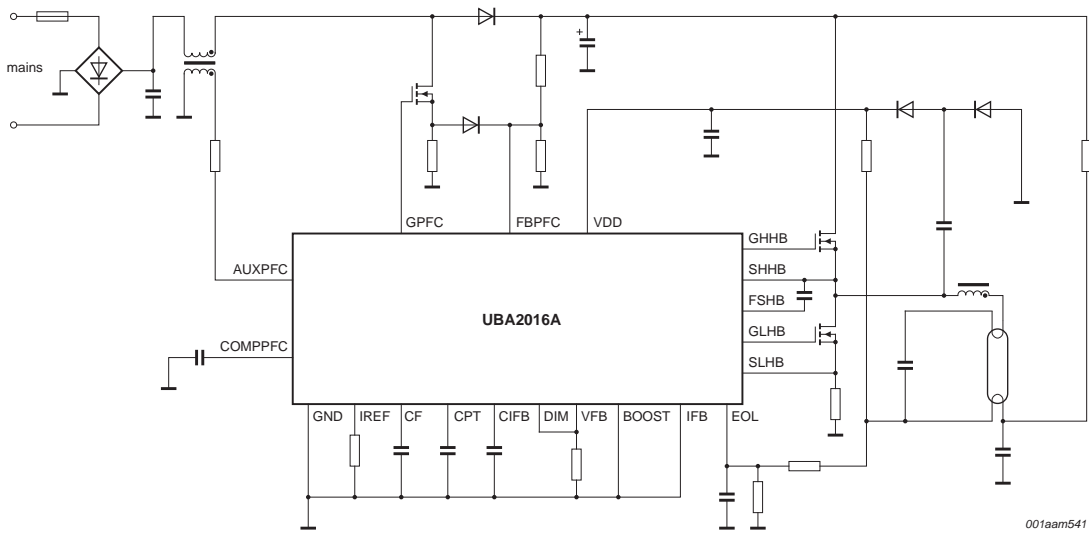 mains
GPFC
FBPFC
VDD
GHHB
SHHB
AUXPFC
FSHB
UBA2016A
GLHB
COMPPFC
SLHB
GND IREF CF CPT CIFB DIM VFB BOOST IFB EOL
001aam541
+